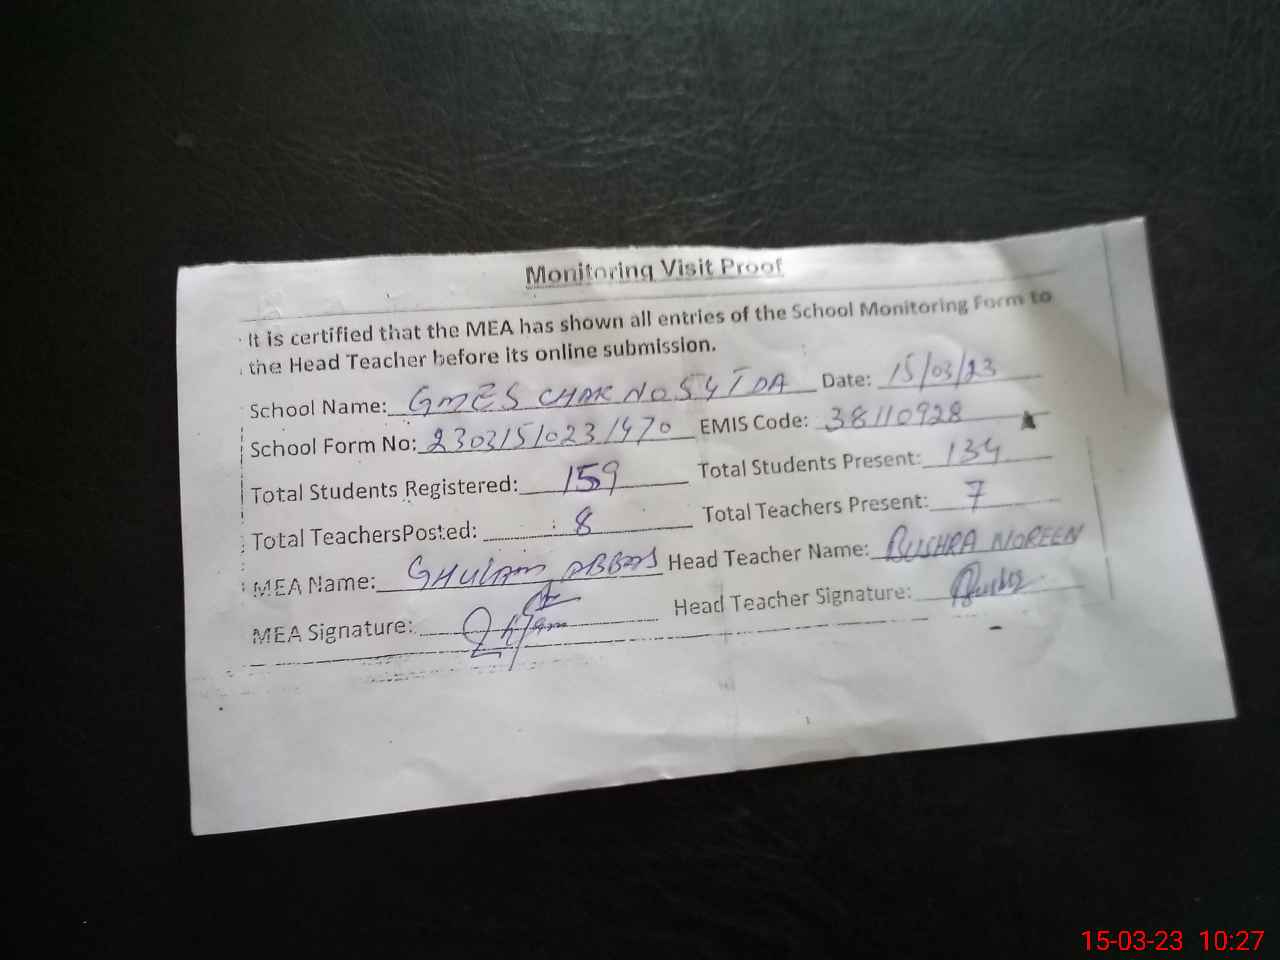 Monitoring Visit Proof
It is certified that the MEA has shown all entries of the School Monitoring Form to
the Head Teacher before its online submission.
School Name: GMES CHAK NO 54 TDA Date: 15/03/23
School Form No: 23031510231470 EMIS Code: 38110928
Total Students Registered: 159 Total Students Present: 134
Total TeachersPosted: 8 Total Teachers Present: 7
MEA Name: GHULAM ABBAS Head Teacher Name: BUSHRA NOREEN
MEA Signature: Head Teacher Signature:
15-03-23 10:27